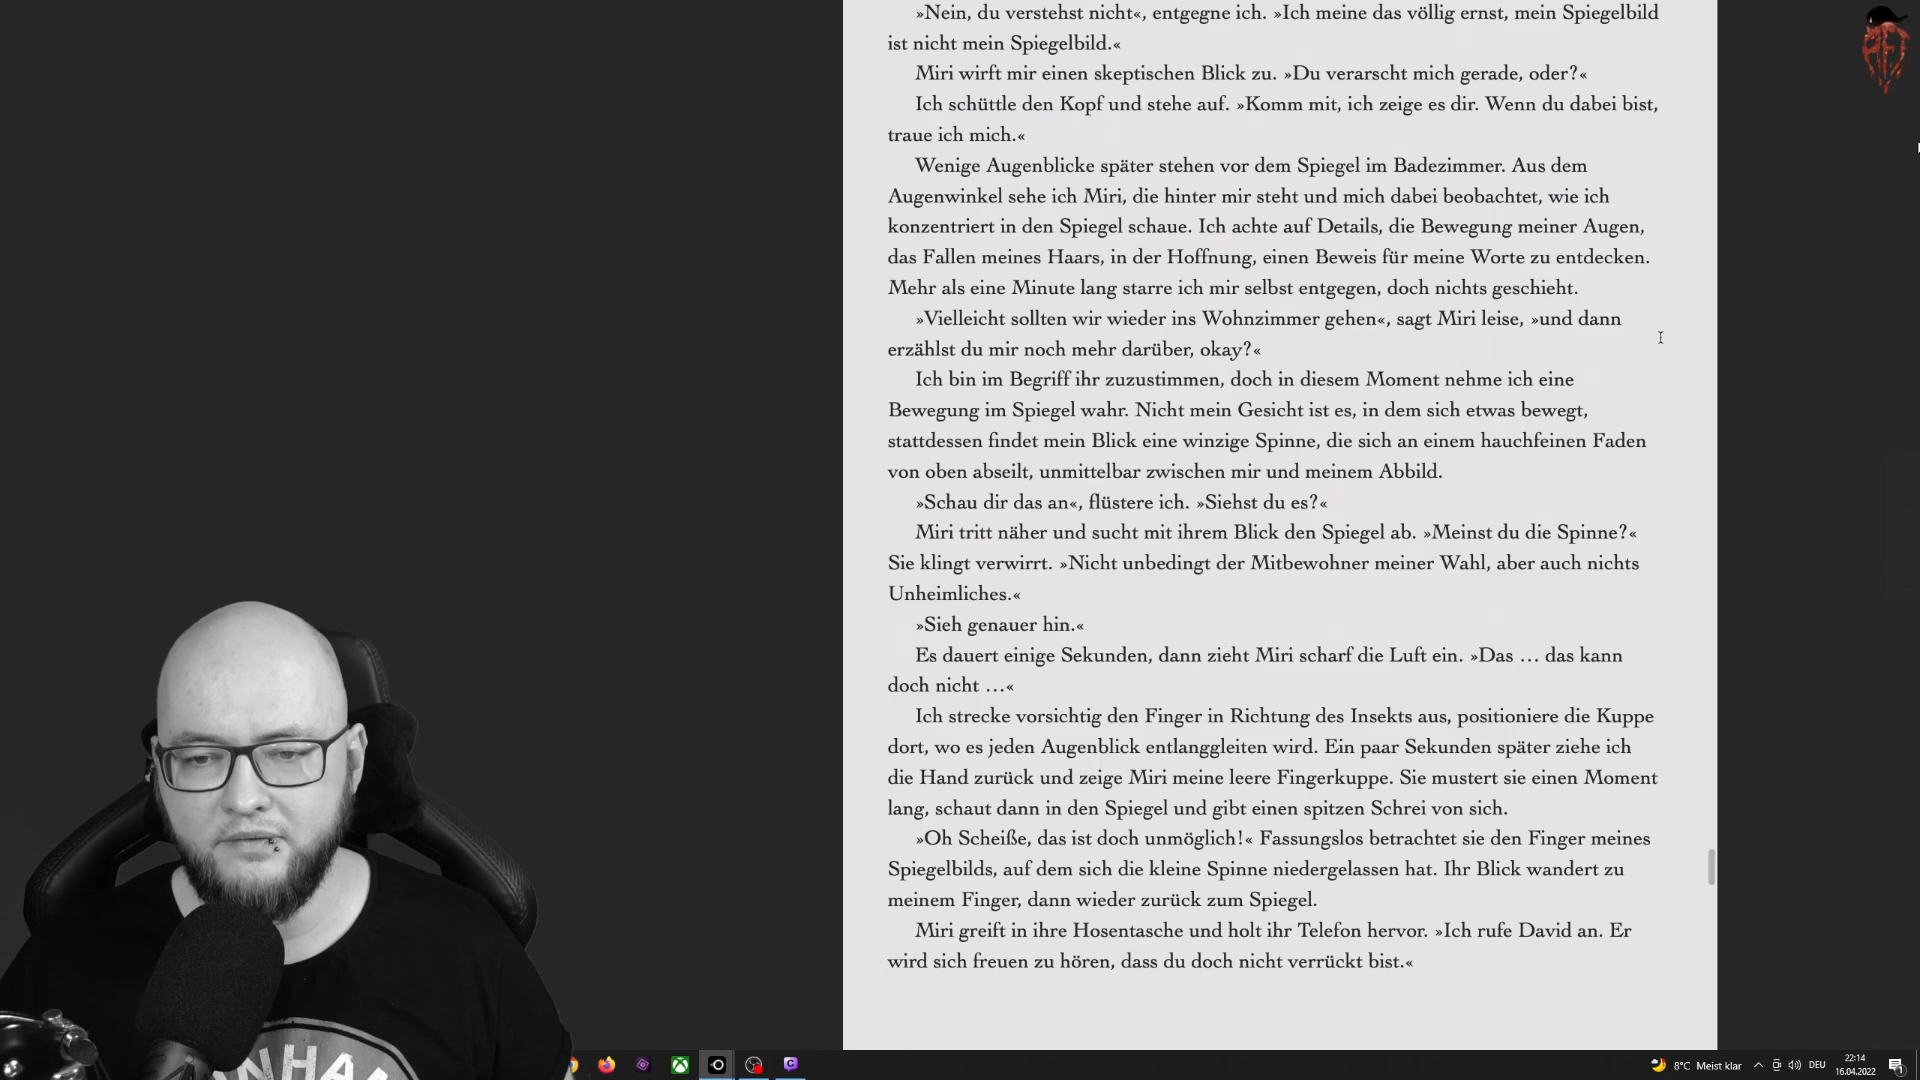 »Nein, du verstehst nicht«, entgegne ich. »Ich meine das völlig ernst, mein Spiegelbild
ist nicht mein Spiegelbild.«
Miri wirft mir einen skeptischen Blick zu. »Du verarscht mich gerade, oder?«
Ich schüttle den Kopf und stehe auf. »Komm mit, ich zeige es dir. Wenn du dabei bist,
traue ich mich.«
Wenige Augenblicke später stehen vor dem Spiegel im Badezimmer. Aus dem
Augenwinkel sehe ich Miri, die hinter mir steht und mich dabei beobachtet, wie ich
konzentriert in den Spiegel schaue. Ich achte auf Details, die Bewegung meiner Augen,
das Fallen meines Haars, in der Hoffnung, einen Beweis für meine Worte zu entdecken.
Mehr als eine Minute lang starre ich mir selbst entgegen, doch nichts geschieht.
»Vielleicht sollten wir wieder ins Wohnzimmer gehen«, sagt Miri leise, »und dann
erzählst du mir noch mehr darüber, okay?«
Ich bin im Begriff ihr zuzustimmen, doch in diesem Moment nehme ich eine
Bewegung im Spiegel wahr. Nicht mein Gesicht ist es, in dem sich etwas bewegt,
stattdessen findet mein Blick eine winzige Spinne, die sich an einem hauchfeinen Faden
von oben abseilt, unmittelbar zwischen mir und meinem Abbild.
»Schau dir das an«, flüstere ich. »Siehst du es?«
Miri tritt näher und sucht mit ihrem Blick den Spiegel ab. »Meinst du die Spinne?«
Sie klingt verwirrt. »Nicht unbedingt der Mitbewohner meiner Wahl, aber auch nichts
Unheimliches.«
»Sieh genauer hin.«
Es dauert einige Sekunden, dann zieht Miri scharf die Luft ein. »Das … das kann
doch nicht …«
Ich strecke vorsichtig den Finger in Richtung des Insekts aus, positioniere die Kuppe
dort, wo es jeden Augenblick entlanggleiten wird. Ein paar Sekunden später ziehe ich
die Hand zurück und zeige Miri meine leere Fingerkuppe. Sie mustert sie einen Moment
lang, schaut dann in den Spiegel und gibt einen spitzen Schrei von sich.
»Oh Scheiße, das ist doch unmöglich!« Fassungslos betrachtet sie den Finger meines
Spiegelbilds, auf dem sich die kleine Spinne niedergelassen hat. Ihr Blick wandert zu
meinem Finger, dann wieder zurück zum Spiegel.
Miri greift in ihre Hosentasche und holt ihr Telefon hervor. »Ich rufe David an. Er
wird sich freuen zu hören, dass du doch nicht verrückt bist.«
8°C Meist klar
DEU
22:14
16.04.2022